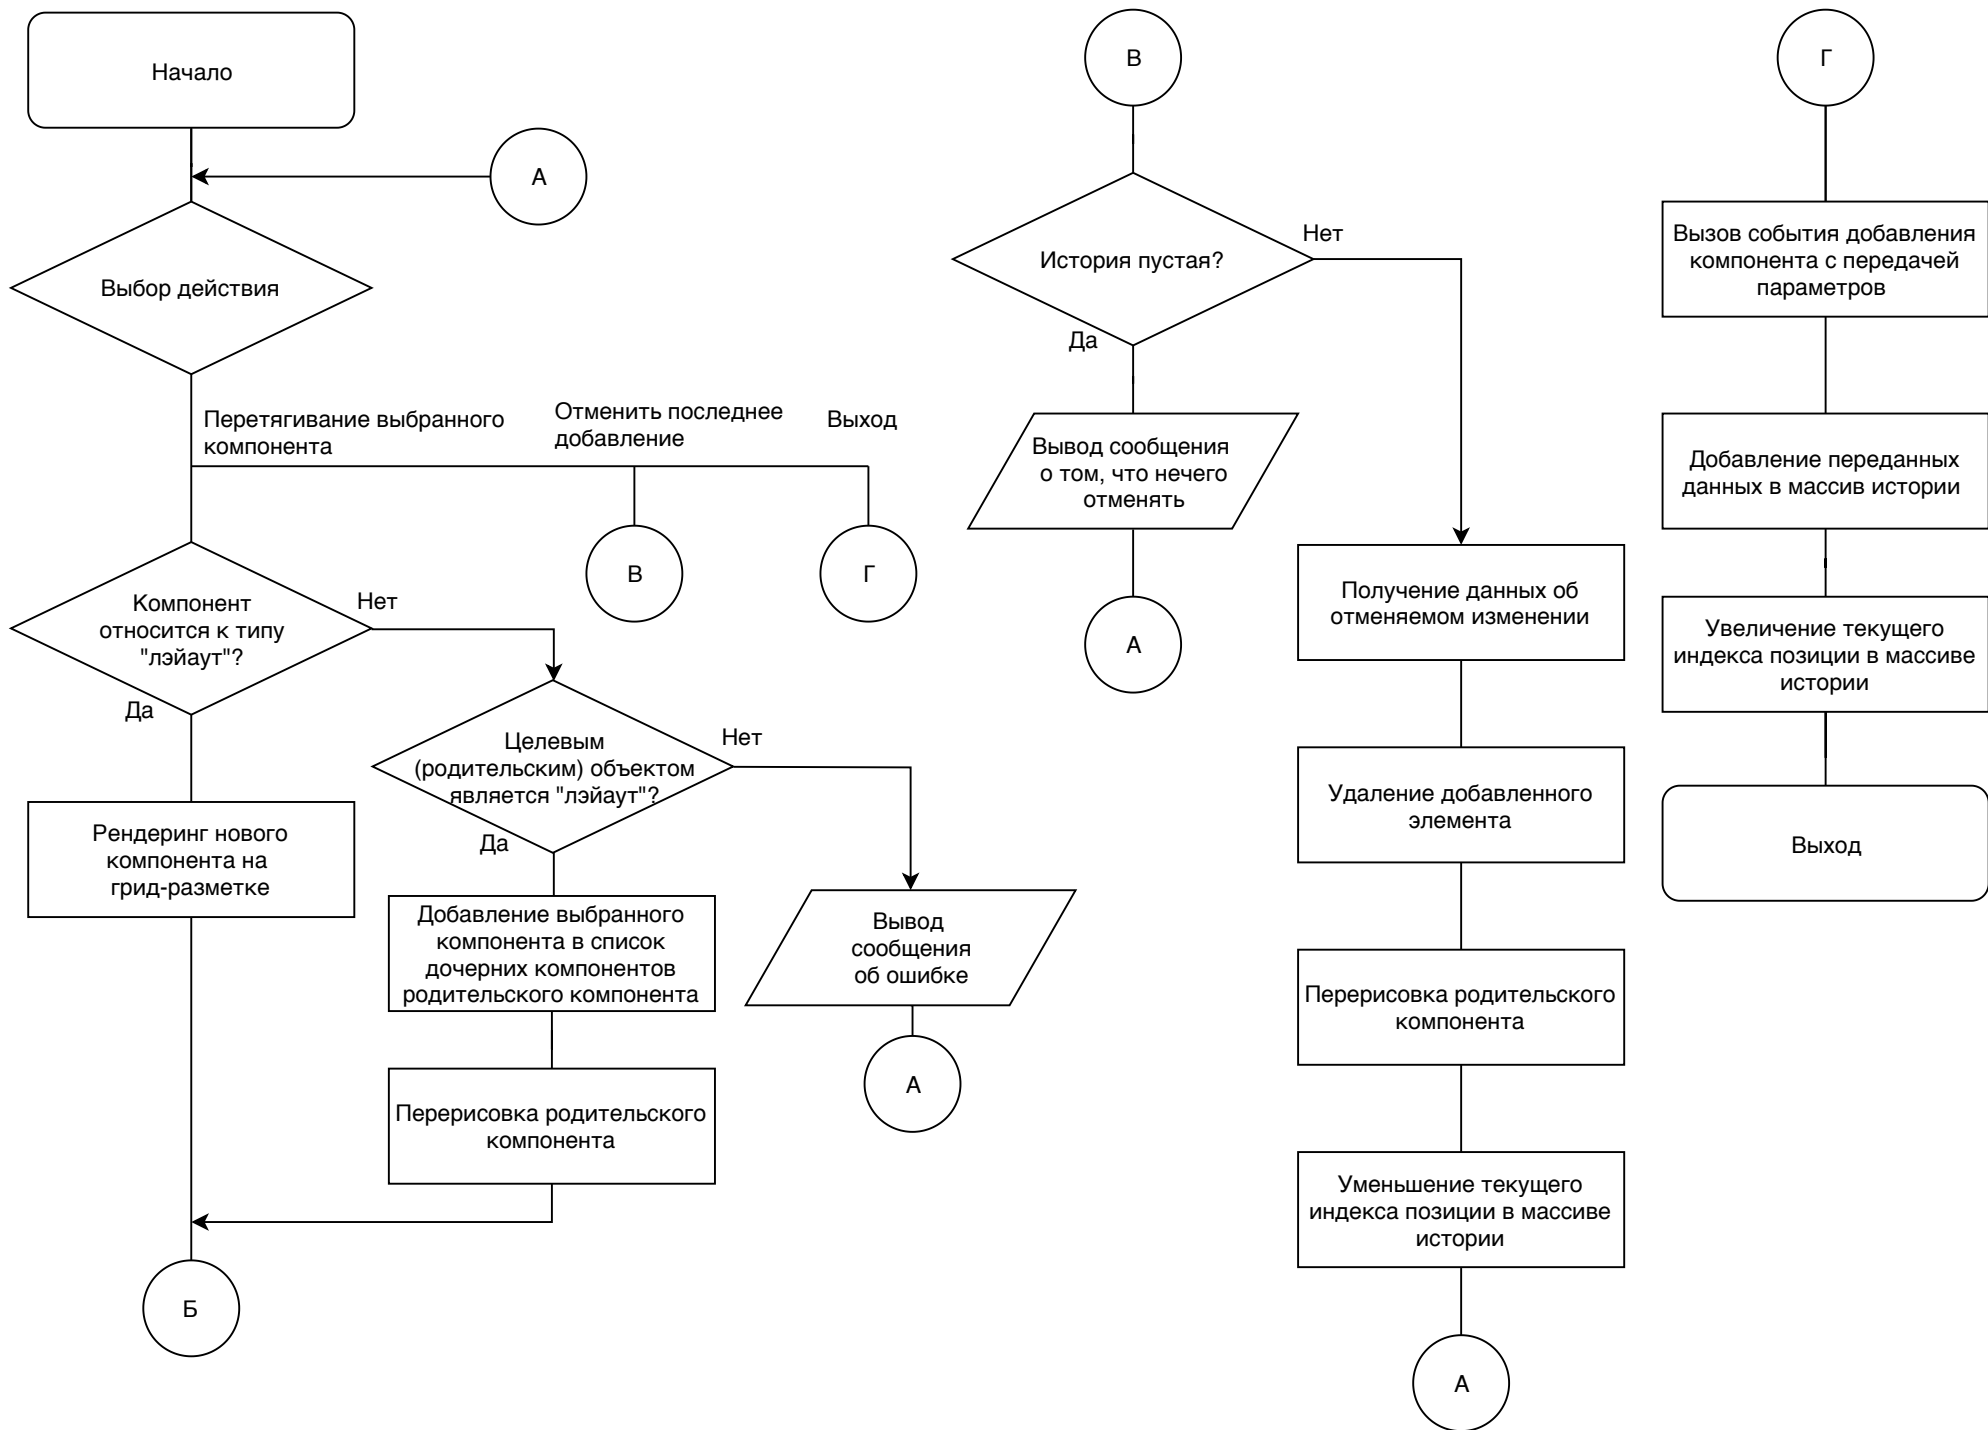 Начало
А
Выбор действия
Перетягивание выбранного
компонента
Отменить последнее
добавление
Выход
В
Г
Компонент
относится к типу
"лэйаут"?
Нет
Да
Целевым
(родительским) объектом
является "лэйаут"?
Нет
Да
Рендеринг нового
компонента на
грид-разметке
Добавление выбранного
компонента в список
дочерних компонентов
родительского компонента
Вывод
сообщения
об ошибке
А
Перерисовка родительского
компонента
Б
В
История пустая?
Нет
Да
Вывод сообщения
о том, что нечего
отменять
А
Получение данных об
отменяемом изменении
Удаление добавленного
элемента
Перерисовка родительского
компонента
Уменьшение текущего
индекса позиции в массиве
истории
А
Г
Вызов события добавления
компонента с передачей
параметров
Добавление переданных
данных в массив истории
Увеличение текущего
индекса позиции в массиве
истории
Выход